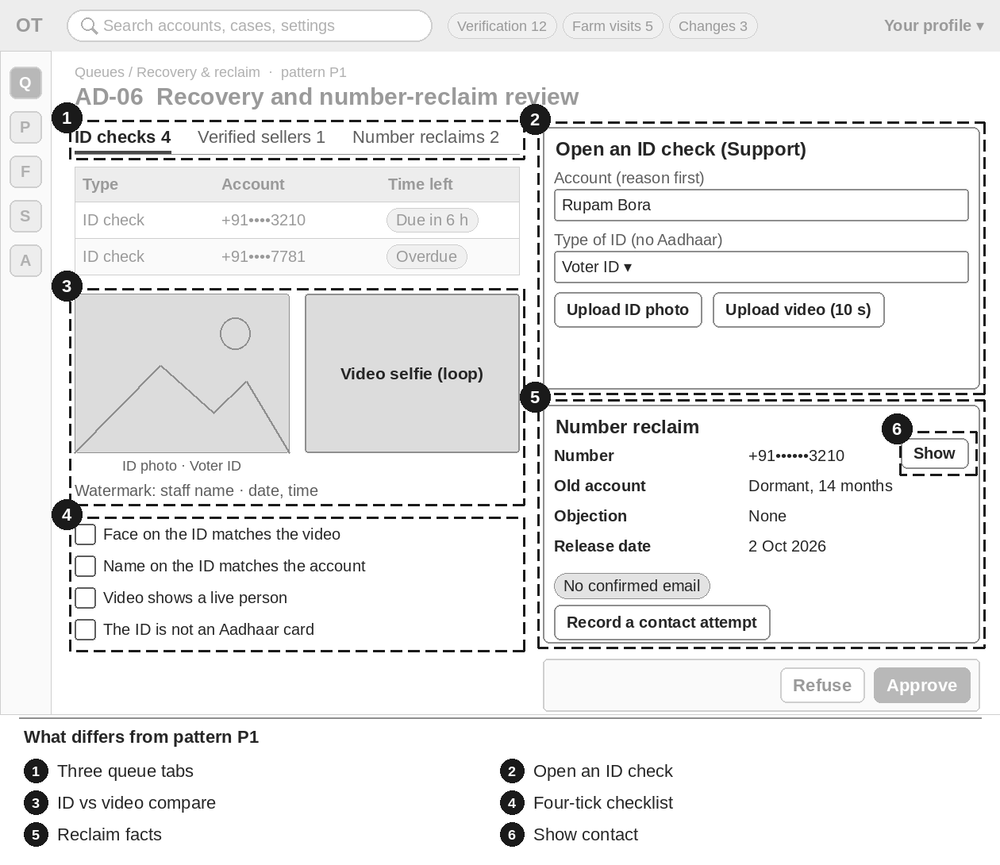 OT
Search accounts, cases, settings
Verification 12
Farm visits 5
Changes 3
Your profile ▾
Q
P
F
S
A
Queues / Recovery & reclaim · pattern P1
AD-06 Recovery and number-reclaim review
1
ID checks 4
Verified sellers 1
Number reclaims 2
Type Account Time left
ID check +91••••3210 Due in 6 h
ID check +91••••7781 Overdue
3
Video selfie (loop)
ID photo · Voter ID
Watermark: staff name · date, time
4
Face on the ID matches the video
Name on the ID matches the account
Video shows a live person
The ID is not an Aadhaar card
2
Open an ID check (Support)
Account (reason first)
Rupam Bora
Type of ID (no Aadhaar)
Voter ID ▾
Upload ID photo
Upload video (10 s)
5
Number reclaim
6
Number +91••••••3210
Show
Old account Dormant, 14 months
Objection None
Release date 2 Oct 2026
No confirmed email
Record a contact attempt
Refuse
Approve
What differs from pattern P1
1 Three queue tabs
2 Open an ID check
3 ID vs video compare
4 Four-tick checklist
5 Reclaim facts
6 Show contact